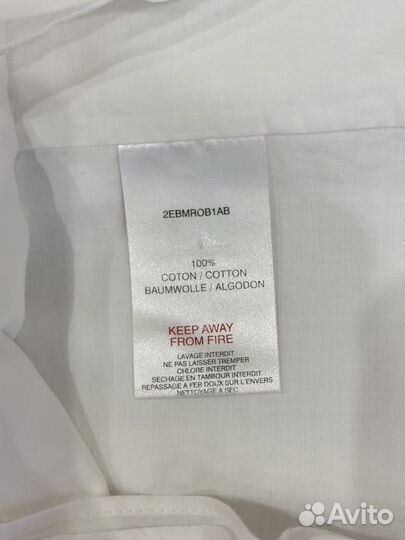 2EBMROB1AB
100%
COTON / COTTON
BAUMWOLLE / ALGODON
KEEP AWAY
FROM FIRE
LAVAGE INTERDIT
NE PAS LAISSER TREMPER
CHLORE INTERDIT
SECHAGE EN TAMBOUR INTERDIT
REPASSAGE A FER DOUX SUR L'ENVERS
NETTOYAGE A SEC
Avito